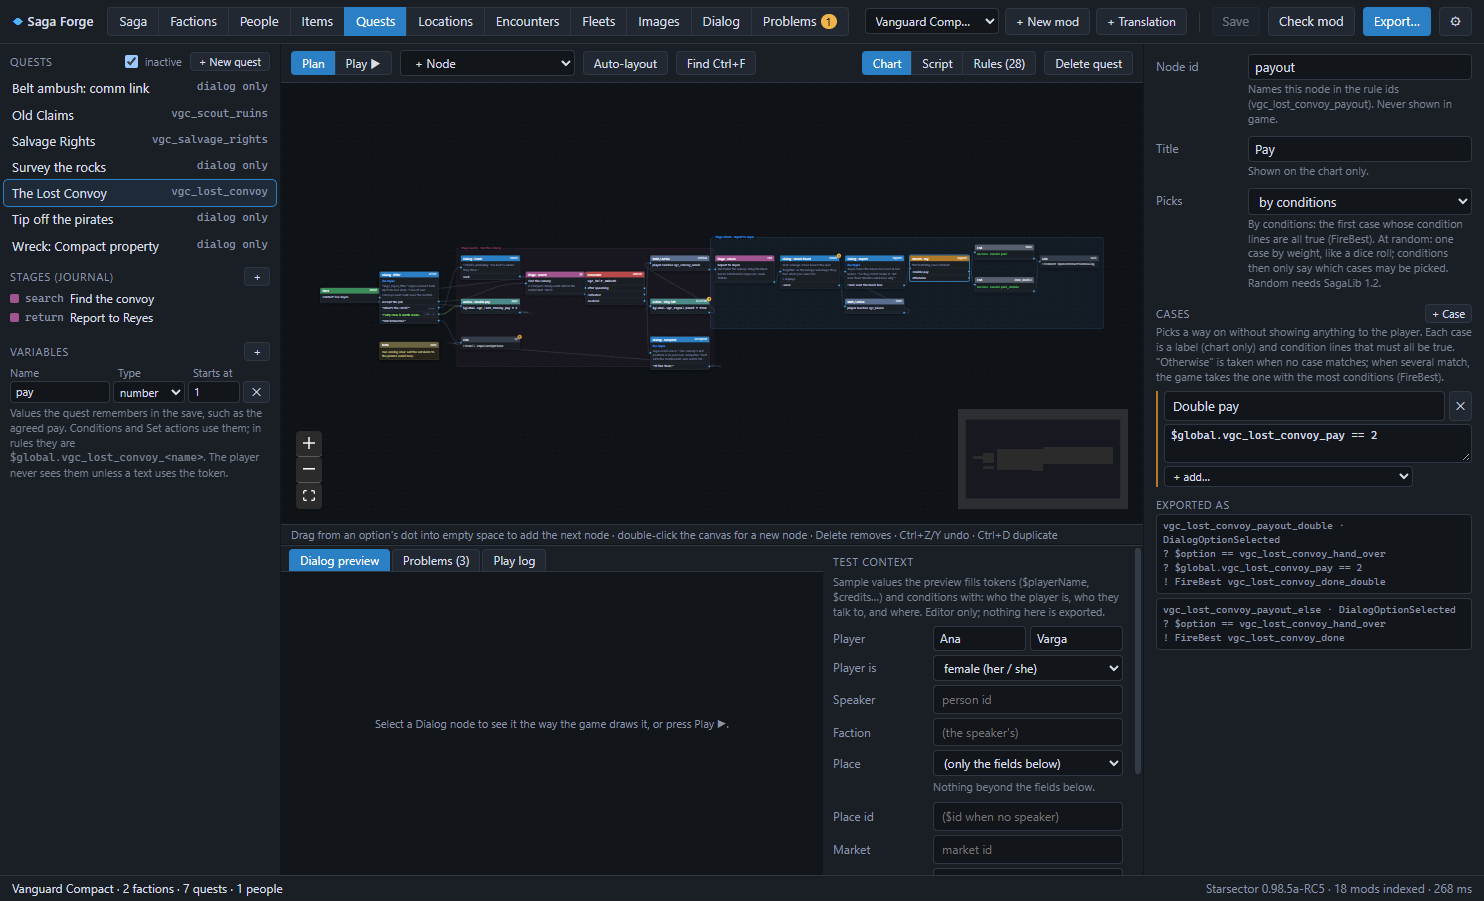 Saga Forge
Saga
Factions
People
Items
Quests
Locations
Encounters
Fleets
Images
Dialog
Problems 1
Vanguard Comp...
+ New mod
+ Translation
Save
Check mod
Export...
QUESTS
inactive
+ New quest
Belt ambush: comm link dialog only
Old Claims vgc_scout_ruins
Salvage Rights vgc_salvage_rights
Survey the rocks dialog only
The Lost Convoy vgc_lost_convoy
Tip off the pirates dialog only
Wreck: Compact property dialog only
STAGES (JOURNAL)
+
search Find the convoy
return Report to Reyes
VARIABLES
+
Name Type Starts at
pay number 1
Values the quest remembers in the save, such as the
agreed pay. Conditions and Set actions use them; in
rules they are
$global.vgc_lost_convoy_<name>. The player
never sees them unless a text uses the token.
Plan
Play ▶
+ Node
Auto-layout
Find Ctrl+F
Chart
Script
Rules (28)
Delete quest
Drag from an option's dot into empty space to add the next node · double-click the canvas for a new node · Delete removes · Ctrl+Z/Y undo · Ctrl+D duplicate
Dialog preview
Problems (3)
Play log
Select a Dialog node to see it the way the game draws it, or press Play ▶.
TEST CONTEXT
Sample values the preview fills tokens ($playerName,
$credits...) and conditions with: who the player is, who they
talk to, and where. Editor only; nothing here is exported.
Player Ana Varga
Player is female (her / she)
Speaker person id
Faction (the speaker's)
Place (only the fields below)
Nothing beyond the fields below.
Place id ($id when no speaker)
Market market id
Node id payout
Names this node in the rule ids
(vgc_lost_convoy_payout). Never shown in
game.
Title Pay
Shown on the chart only.
Picks by conditions
By conditions: the first case whose condition
lines are all true (FireBest). At random: one
case by weight, like a dice roll; conditions
then only say which cases may be picked.
Random needs SagaLib 1.2.
CASES
+ Case
Picks a way on without showing anything to the player. Each case
is a label (chart only) and condition lines that must all be true.
"Otherwise" is taken when no case matches; when several match,
the game takes the one with the most conditions (FireBest).
Double pay
$global.vgc_lost_convoy_pay == 2
+ add...
EXPORTED AS
vgc_lost_convoy_payout_double ·
DialogOptionSelected
? $option == vgc_lost_convoy_hand_over
? $global.vgc_lost_convoy_pay == 2
! FireBest vgc_lost_convoy_done_double
vgc_lost_convoy_payout_else · DialogOptionSelected
? $option == vgc_lost_convoy_hand_over
! FireBest vgc_lost_convoy_done
Vanguard Compact · 2 factions · 7 quests · 1 people
Starsector 0.98.5a-RC5 · 18 mods indexed · 268 ms